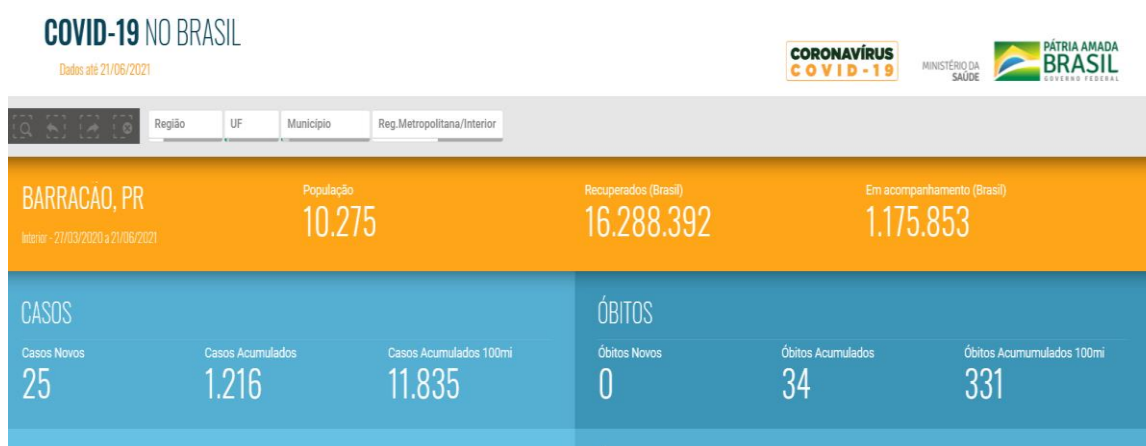 COVID-19 NO BRASIL
Dados até 21/06/2021
CORONAVÍRUS
COVID-19
MINISTÉRIO DA
SAÚDE
PÁTRIA AMADA
BRASIL
GOVERNO FEDERAL
Região
UF
Município
Reg.Metropolitana/Interior
BARRACÃO, PR
Interior - 27/03/2020 a 21/06/2021
População
10.275
Recuperados (Brasil)
16.288.392
Em acompanhamento (Brasil)
1.175.853
CASOS
Casos Novos
25
Casos Acumulados
1.216
Casos Acumulados 100mi
11.835
ÓBITOS
Óbitos Novos
0
Óbitos Acumulados
34
Óbitos Acumumulados 100mi
331